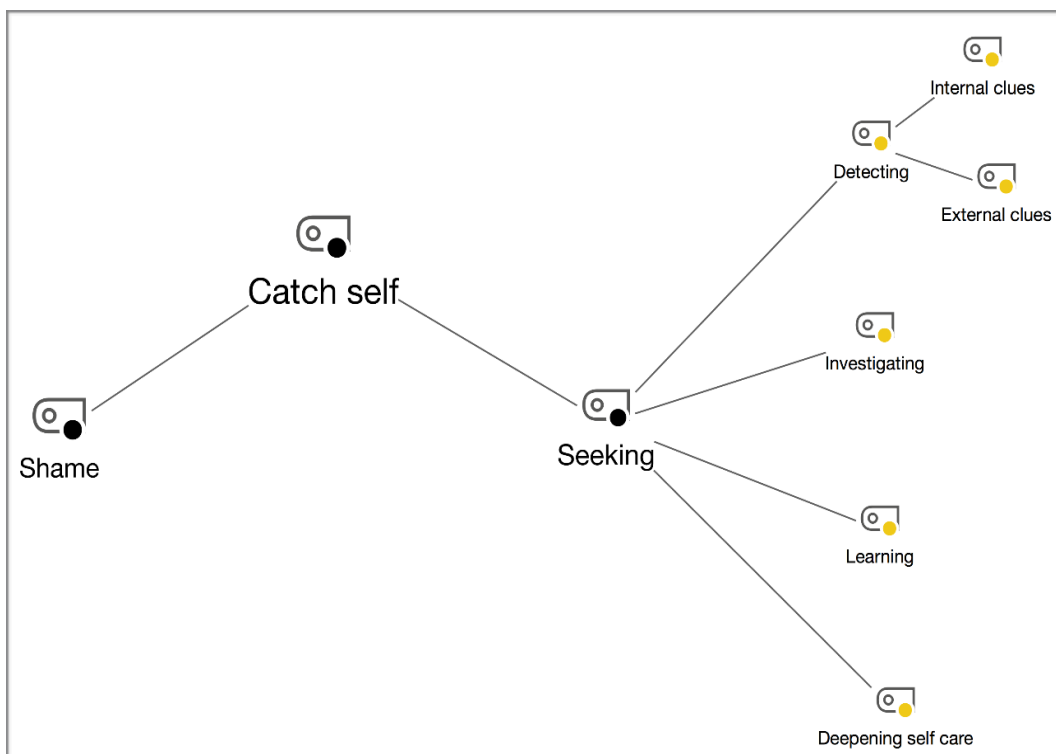 Internal clues
Detecting
External clues
Catch self
Investigating
Seeking
Shame
Learning
Deepening self care